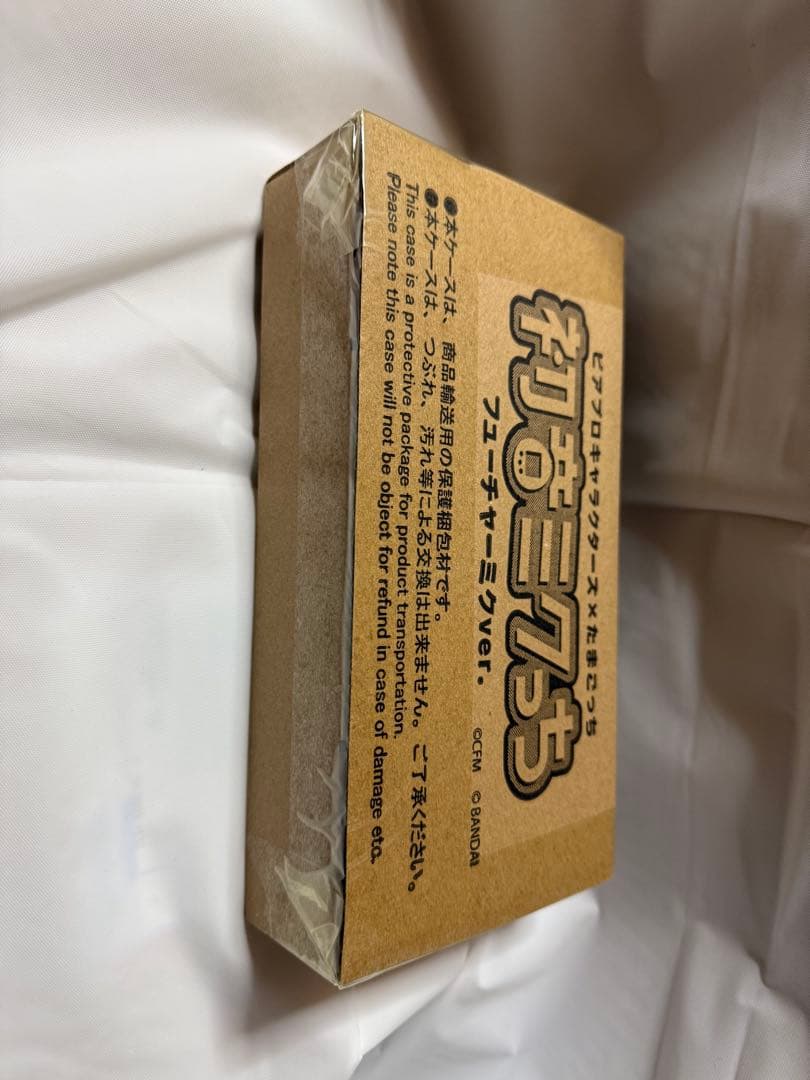 ピアプロキャラクターズ×たまごっち
初音ミクっち
フューチャーミクver.
©CFM ©BANDAI
●本ケースは、商品輸送用の保護梱包材です。
●本ケースは、つぶれ、汚れ等による交換は出来ません。ご了承ください。
This case is a protective package for product transportation.
Please note this case will not be object for refund in case of damage etc.